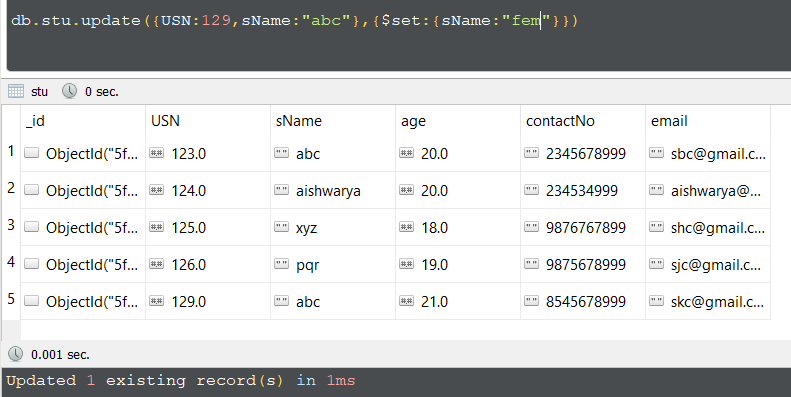 db.stu.update({USN:129,sName:"abc"},{$set:{sName:"fem"}})
stu 0 sec.
_id USN sName age contactNo email
1 ObjectId("5f... 123.0 abc 20.0 2345678999 sbc@gmail.c...
2 ObjectId("5f... 124.0 aishwarya 20.0 234534999 aishwarya@...
3 ObjectId("5f... 125.0 xyz 18.0 9876767899 shc@gmail.co...
4 ObjectId("5f... 126.0 pqr 19.0 9875678899 sjc@gmail.co...
5 ObjectId("5f... 129.0 abc 21.0 8545678999 skc@gmail.c...
0.001 sec.
Updated 1 existing record(s) in 1ms